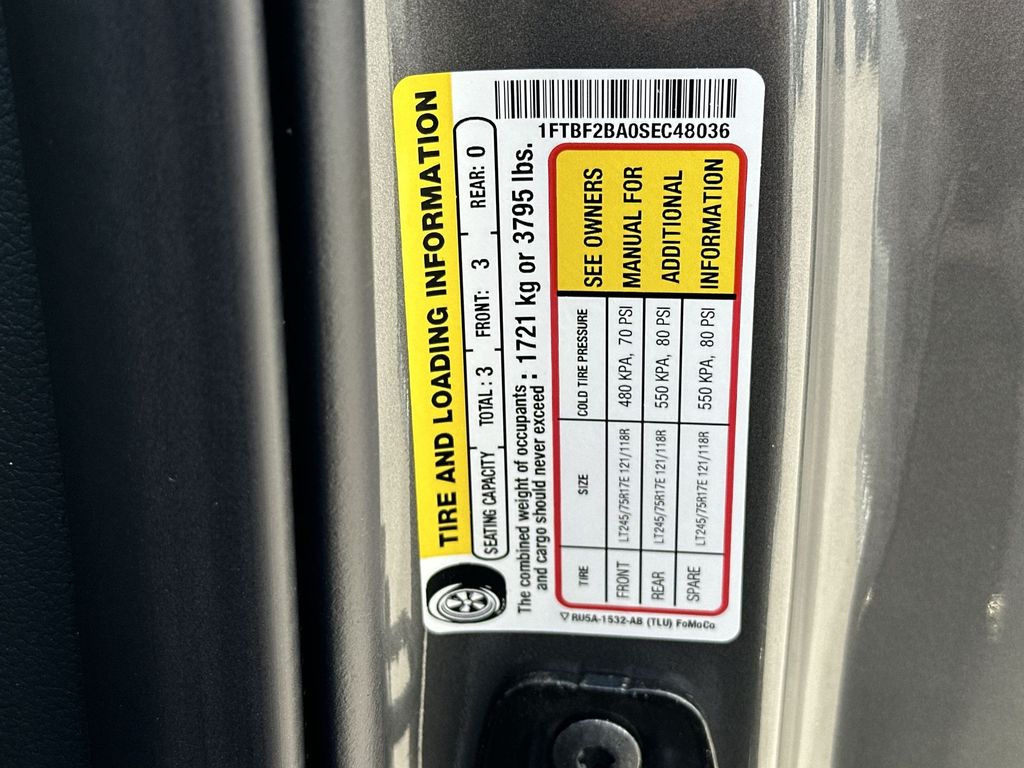 1FTBF2BA0SEC48036
TIRE AND LOADING INFORMATION
SEATING CAPACITY TOTAL: 3 FRONT: 3 REAR: 0
The combined weight of occupants
and cargo should never exceed : 1721 kg or 3795 lbs.
TIRE SIZE COLD TIRE PRESSURE
FRONT LT245/75R17E 121/118R 480 KPA, 70 PSI
REAR LT245/75R17E 121/118R 550 KPA, 80 PSI
SPARE LT245/75R17E 121/118R 550 KPA, 80 PSI
SEE OWNERS
MANUAL FOR
ADDITIONAL
INFORMATION
RU5A-1532-AB (TLU) FoMoCo